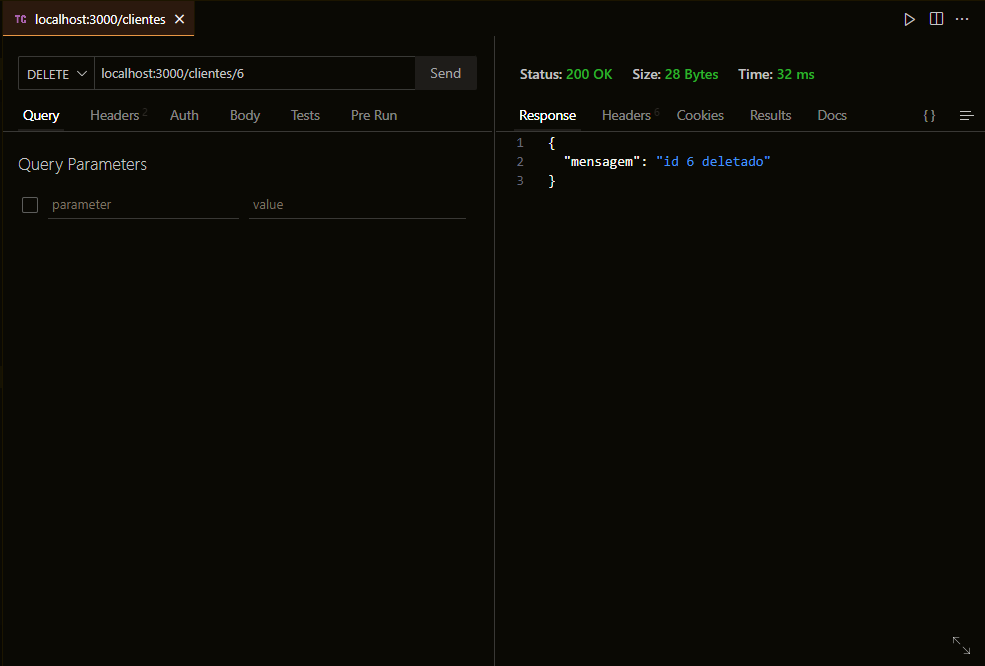 TC localhost:3000/clientes
DELETE localhost:3000/clientes/6 Send
Query Headers 2 Auth Body Tests Pre Run
Query Parameters
parameter value
Status: 200 OK Size: 28 Bytes Time: 32 ms
Response Headers 6 Cookies Results Docs {}
1 {
2 "mensagem": "id 6 deletado"
3 }